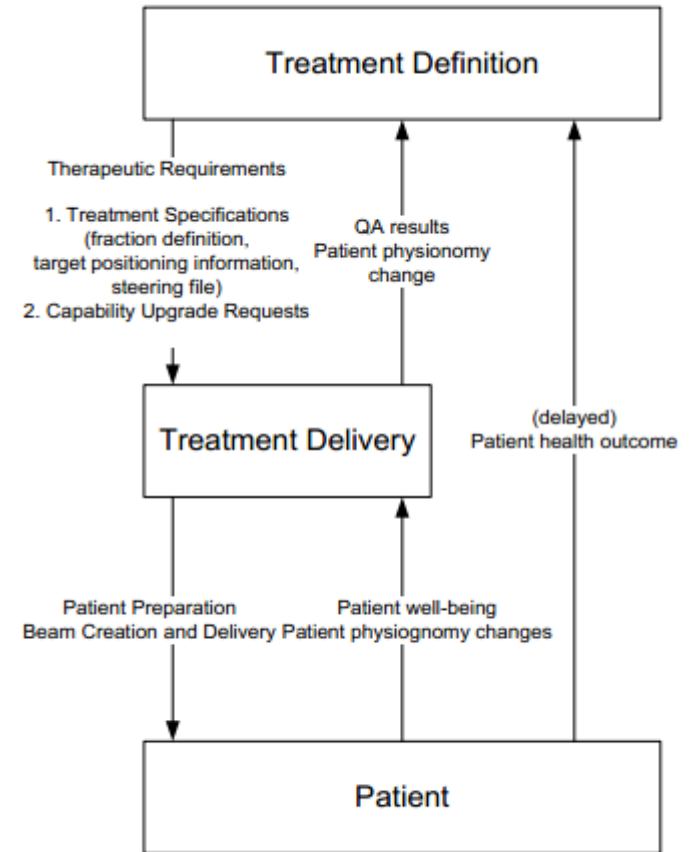 Treatment Definition
Therapeutic Requirements
1. Treatment Specifications
(fraction definition,
target positioning information,
steering file)
2. Capability Upgrade Requests
QA results
Patient physionomy
change
(delayed)
Patient health outcome
Treatment Delivery
Patient Preparation
Beam Creation and Delivery
Patient well-being
Patient physiognomy changes
Patient